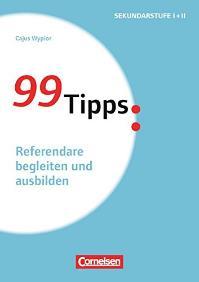 SEKUNDARSTUFE I + II
Cajus Wypior
99 Tipps:
Referendare
begleiten und
ausbilden
Cornelsen